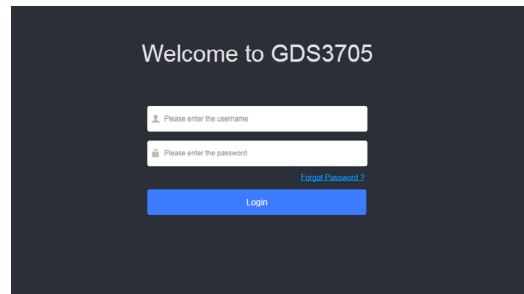 Welcome to GDS3705
Please enter the username
Please enter the password
Forgot Password ?
Login